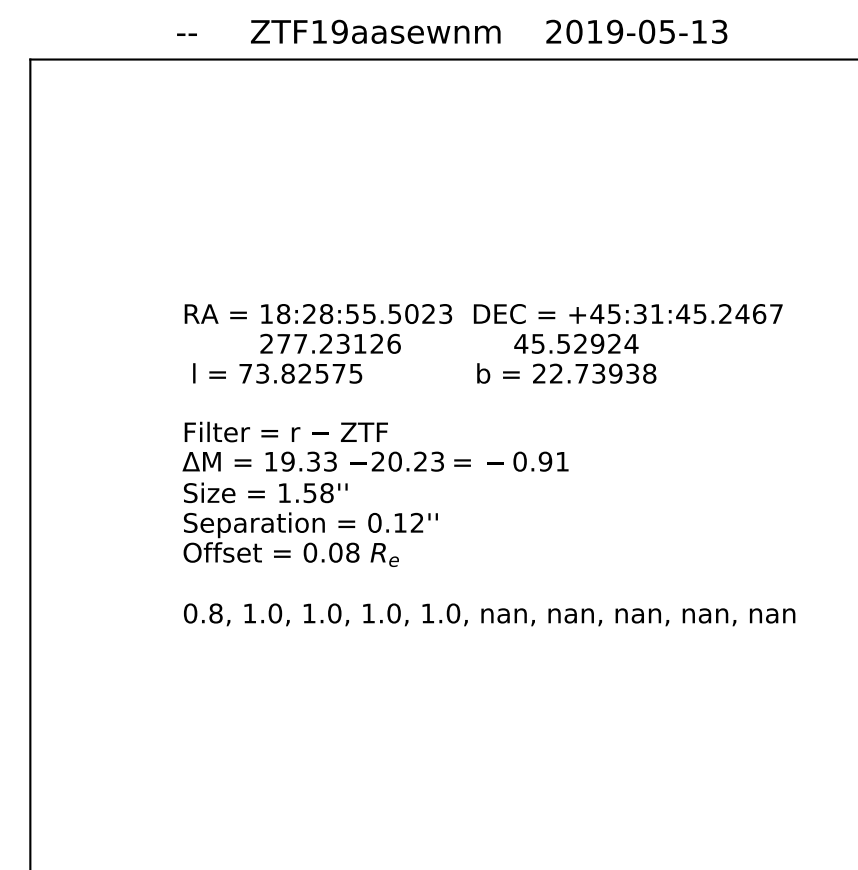 -- ZTF19aasewnm 2019-05-13
RA = 18:28:55.5023 DEC = +45:31:45.2467
277.23126 45.52924
l = 73.82575 b = 22.73938
Filter = r − ZTF
ΔM = 19.33 −20.23 = − 0.91
Size = 1.58''
Separation = 0.12''
Offset = 0.08 Re
0.8, 1.0, 1.0, 1.0, 1.0, nan, nan, nan, nan, nan